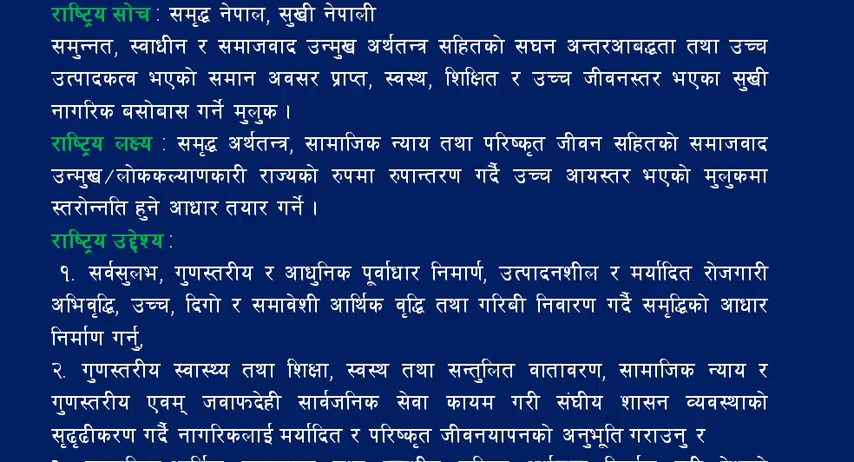 राष्ट्रिय सोच : समृद्ध नेपाल, सुखी नेपाली
समुन्नत, स्वाधीन र समाजवाद उन्मुख अर्थतन्त्र सहितको सघन अन्तरआबद्धता तथा उच्च
उत्पादकत्व भएको समान अवसर प्राप्त, स्वस्थ, शिक्षित र उच्च जीवनस्तर भएका सुखी
नागरिक बसोबास गर्ने मुलुक ।
राष्ट्रिय लक्ष्य : समृद्ध अर्थतन्त्र, सामाजिक न्याय तथा परिष्कृत जीवन सहितको समाजवाद
उन्मुख/लोककल्याणकारी राज्यको रुपमा रुपान्तरण गर्दै उच्च आयस्तर भएको मुलुकमा
स्तरोन्नति हुने आधार तयार गर्ने ।
राष्ट्रिय उद्देश्य :
१. सर्वसुलभ, गुणस्तरीय र आधुनिक पूर्वाधार निमार्ण, उत्पादनशील र मर्यादित रोजगारी
अभिवृद्धि, उच्च, दिगो र समावेशी आर्थिक वृद्धि तथा गरिबी निवारण गर्दै समृद्धिको आधार
निर्माण गर्नु,
२. गुणस्तरीय स्वास्थ्य तथा शिक्षा, स्वस्थ तथा सन्तुलित वातावरण, सामाजिक न्याय र
गुणस्तरीय एवम् जवाफदेही सार्वजनिक सेवा कायम गरी संघीय शासन व्यवस्थाको
सृढृढीकरण गर्दै नागरिकलाई मर्यादित र परिष्कृत जीवनयापनको अनुभूति गराउनु र